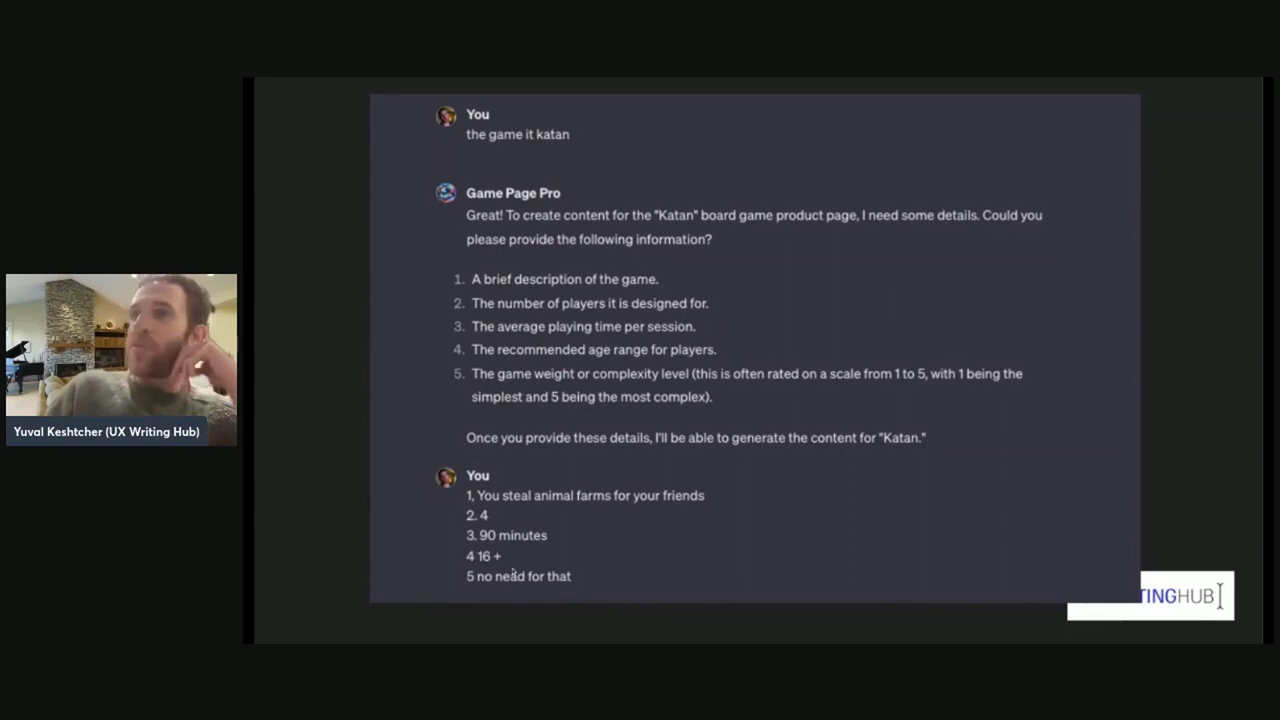 You
the game it katan
Game Page Pro
Great! To create content for the "Katan" board game product page, I need some details. Could you
please provide the following information?
1. A brief description of the game.
2. The number of players it is designed for.
3. The average playing time per session.
4. The recommended age range for players.
5. The game weight or complexity level (this is often rated on a scale from 1 to 5, with 1 being the
simplest and 5 being the most complex).
Once you provide these details, I'll be able to generate the content for "Katan."
You
1, You steal animal farms for your friends
2. 4
3. 90 minutes
4 16 +
5 no nead for that
Yuval Keshtcher (UX Writing Hub)
TINGHUB